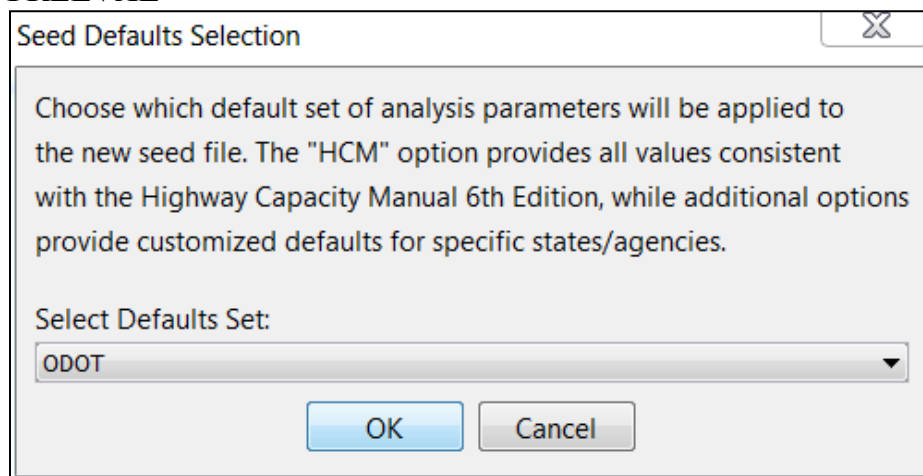 Seed Defaults Selection
Choose which default set of analysis parameters will be applied to
the new seed file. The "HCM" option provides all values consistent
with the Highway Capacity Manual 6th Edition, while additional options
provide customized defaults for specific states/agencies.
Select Defaults Set:
ODOT
OK Cancel